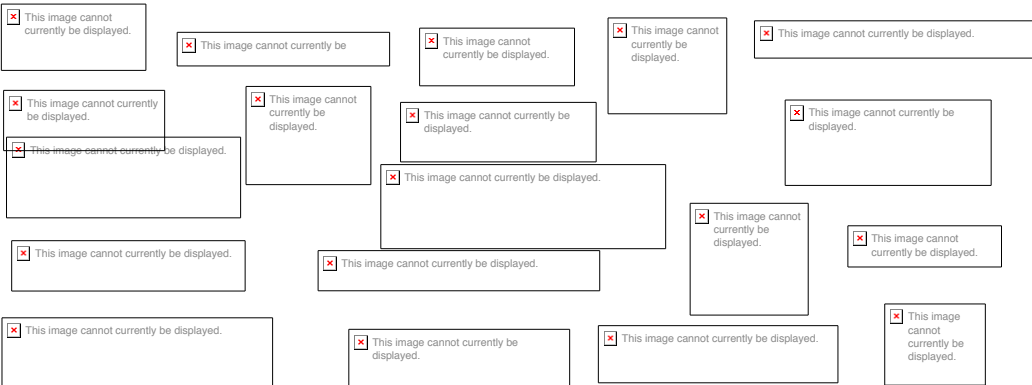 This image cannot
currently be displayed.
This image cannot currently be
This image cannot
currently be displayed.
This image cannot
currently be
displayed.
This image cannot currently be displayed.
This image cannot currently
be displayed.
This image cannot
currently be
displayed.
This image cannot currently be
displayed.
This image cannot currently be
displayed.
This image cannot currently be displayed.
This image cannot currently be displayed.
This image cannot
currently be
displayed.
This image cannot
currently be displayed.
This image cannot currently be displayed.
This image cannot currently be displayed.
This image cannot currently be displayed.
This image cannot currently be
displayed.
This image cannot currently be displayed.
This image
cannot
currently be
displayed.